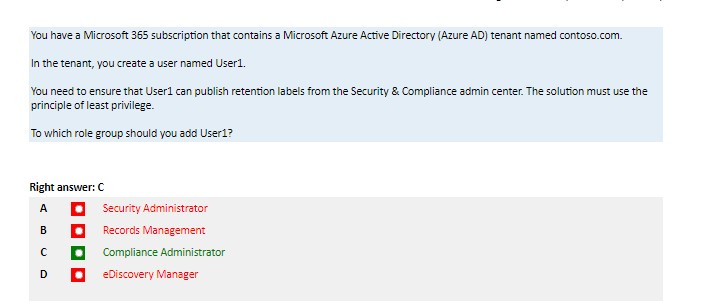 You have a Microsoft 365 subscription that contains a Microsoft Azure Active Directory (Azure AD) tenant named contoso.com.
In the tenant, you create a user named User1.
You need to ensure that User1 can publish retention labels from the Security & Compliance admin center. The solution must use the
principle of least privilege.
To which role group should you add User1?
Right answer: C
A Security Administrator
B Records Management
C Compliance Administrator
D eDiscovery Manager